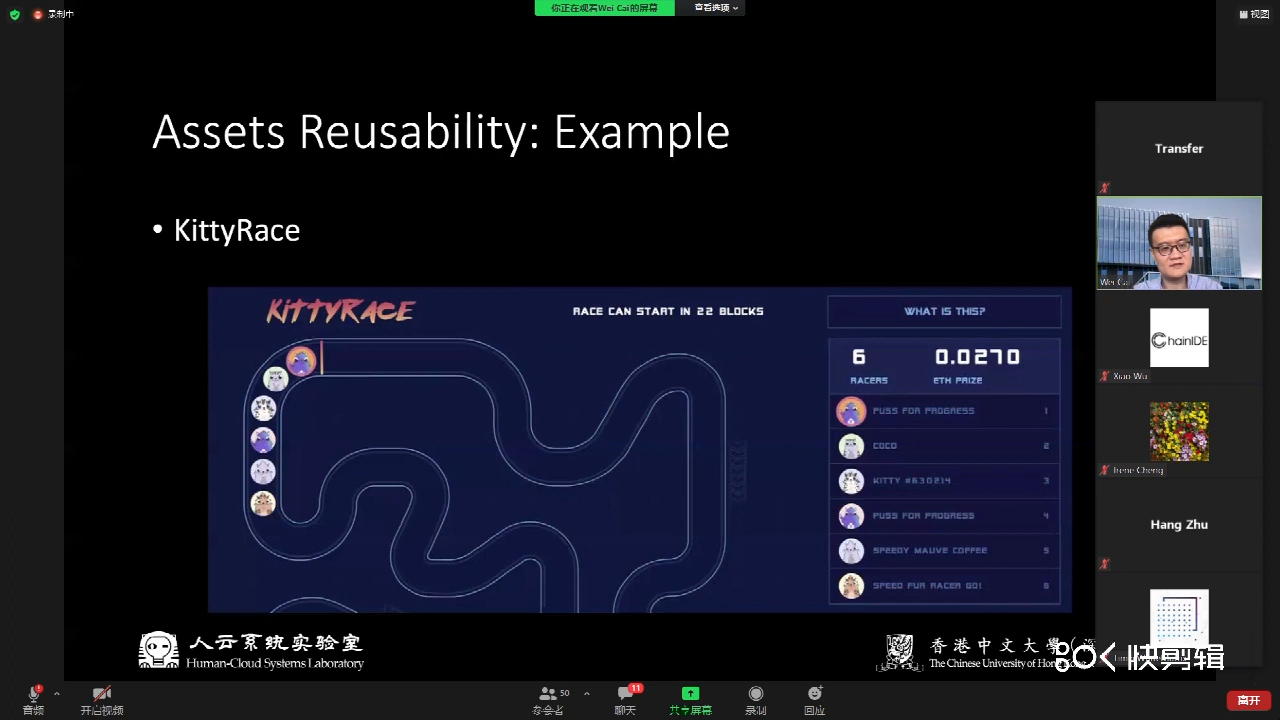 录制中
你正在观看Wei Cai的屏幕
查看选项
视图
Assets Reusability: Example
• KittyRace
KITTYRACE
RACE CAN START IN 22 BLOCKS
WHAT IS THIS?
6
RACERS
0.0270
ETH PRIZE
PUSS FOR PROGRESS 1
COCO 2
KITTY #630214 3
PUSS FOR PROGRESS 4
SPEEDY MAUVE COFFEE 5
SPEED FUR RACER GO! 6
人云系统实验室
Human-Cloud Systems Laboratory
香港中文大學
The Chinese University of
快剪辑
Transfer
Wei Cai
ChainIDE
Xiao Wu
Irene Cheng
Hang Zhu
音频
开启视频
50
参会者
11
聊天
共享屏幕
录制
回应
离开